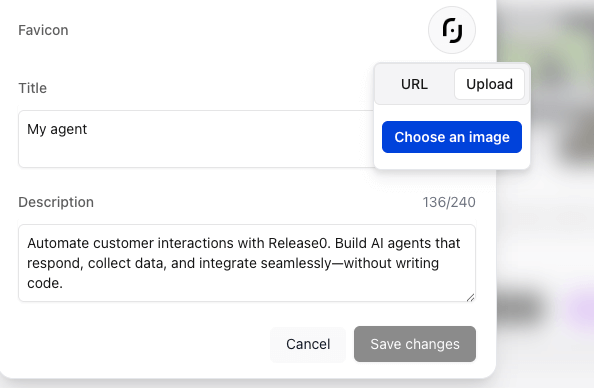 Favicon
URL Upload
Title
My agent
Choose an image
Description 136/240
Automate customer interactions with Release0. Build AI agents that
respond, collect data, and integrate seamlessly—without writing
code.
Cancel Save changes